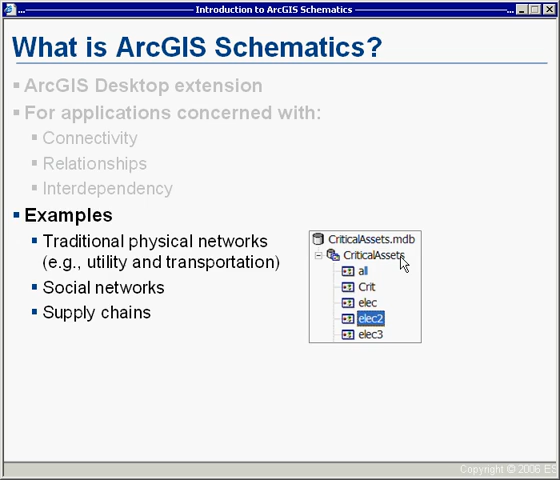 Introduction to ArcGIS Schematics
What is ArcGIS Schematics?
ArcGIS Desktop extension
For applications concerned with:
Connectivity
Relationships
Interdependency
Examples
Traditional physical networks
(e.g., utility and transportation)
Social networks
Supply chains
CriticalAssets.mdb
CriticalAssets
all
Crit
elec
elec2
elec3
Copyright © 2006 ES